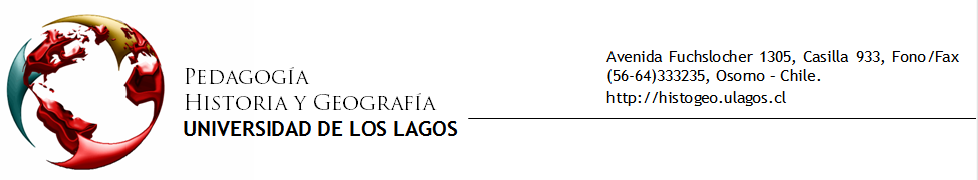 PEDAGOGÍA
HISTORIA Y GEOGRAFÍA
UNIVERSIDAD DE LOS LAGOS
Avenida Fuchslocher 1305, Casilla 933, Fono/Fax
(56-64)333235, Osorno - Chile.
http://histogeo.ulagos.cl